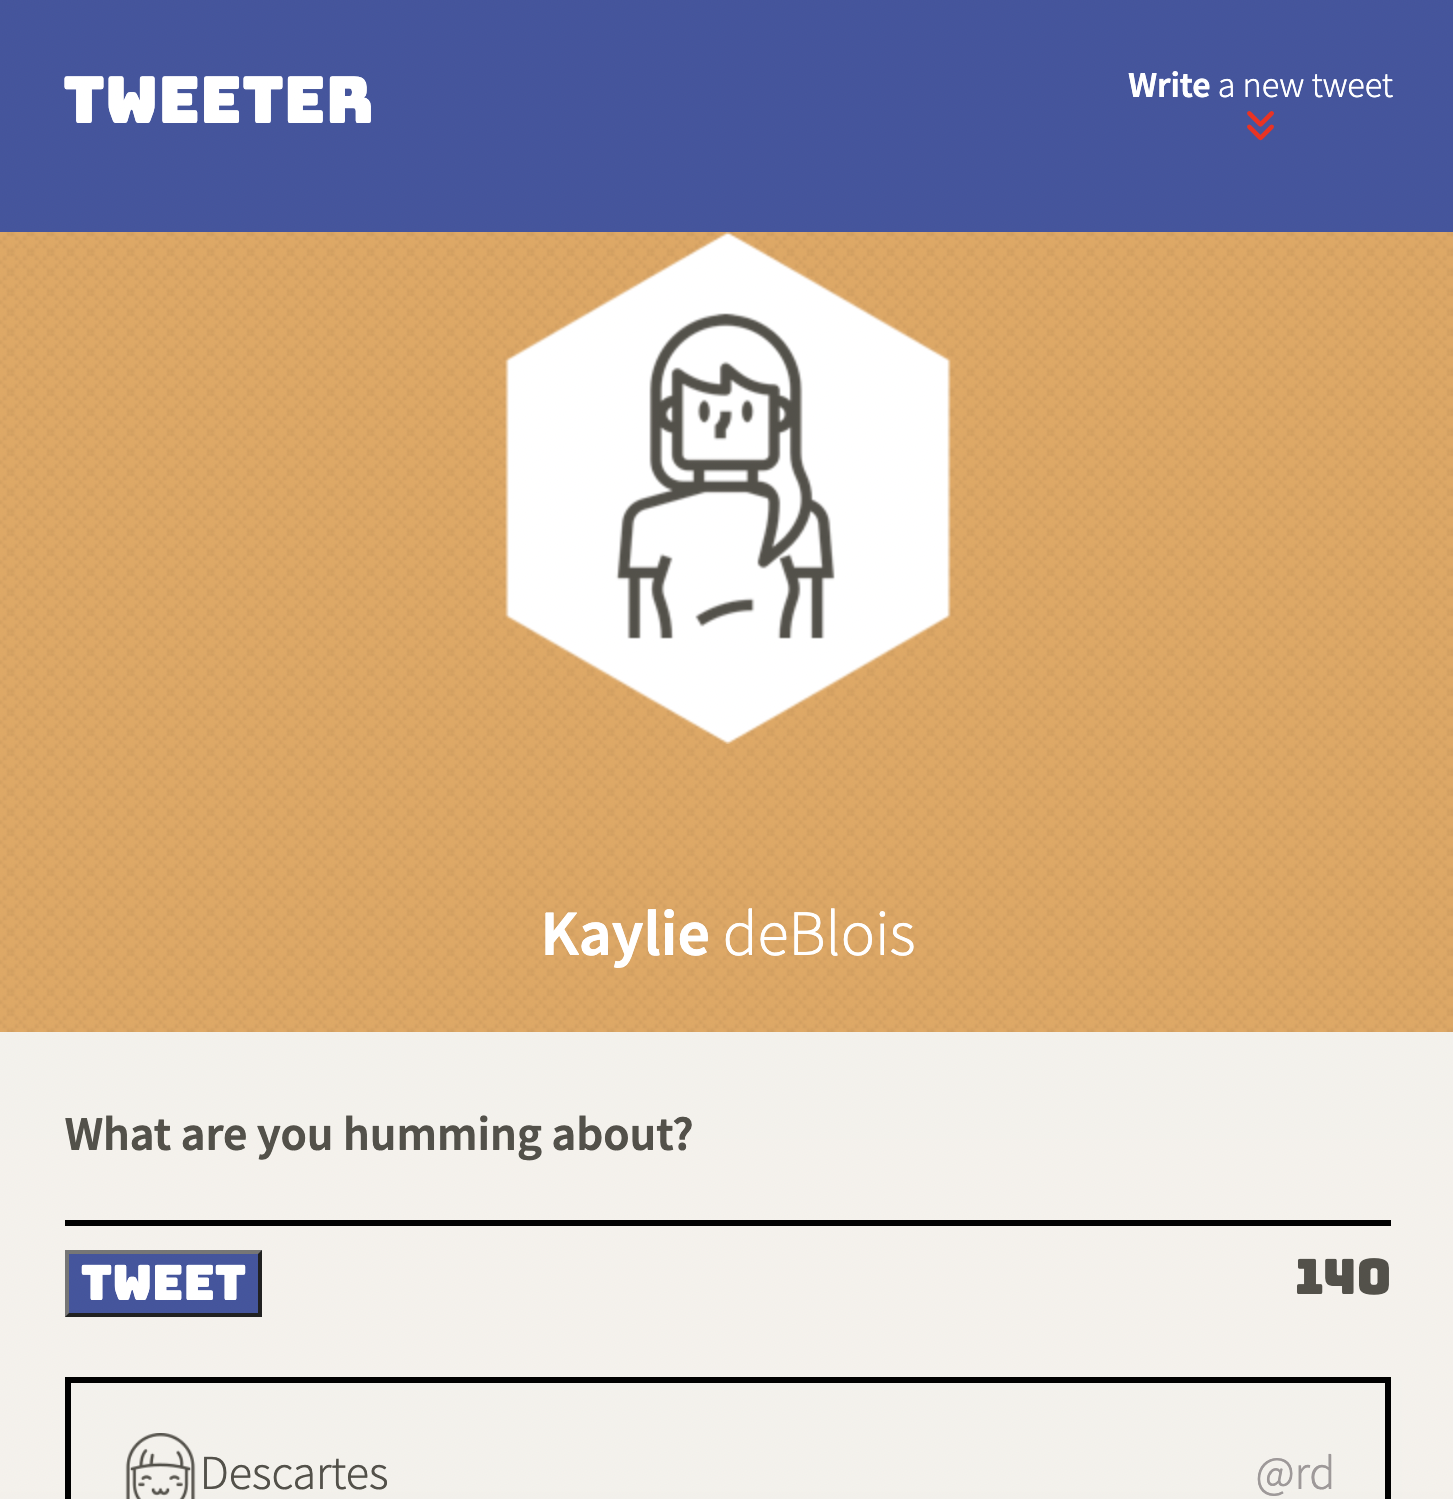 TWEETER
Write a new tweet
Kaylie deBlois
What are you humming about?
TWEET
140
Descartes
@rd